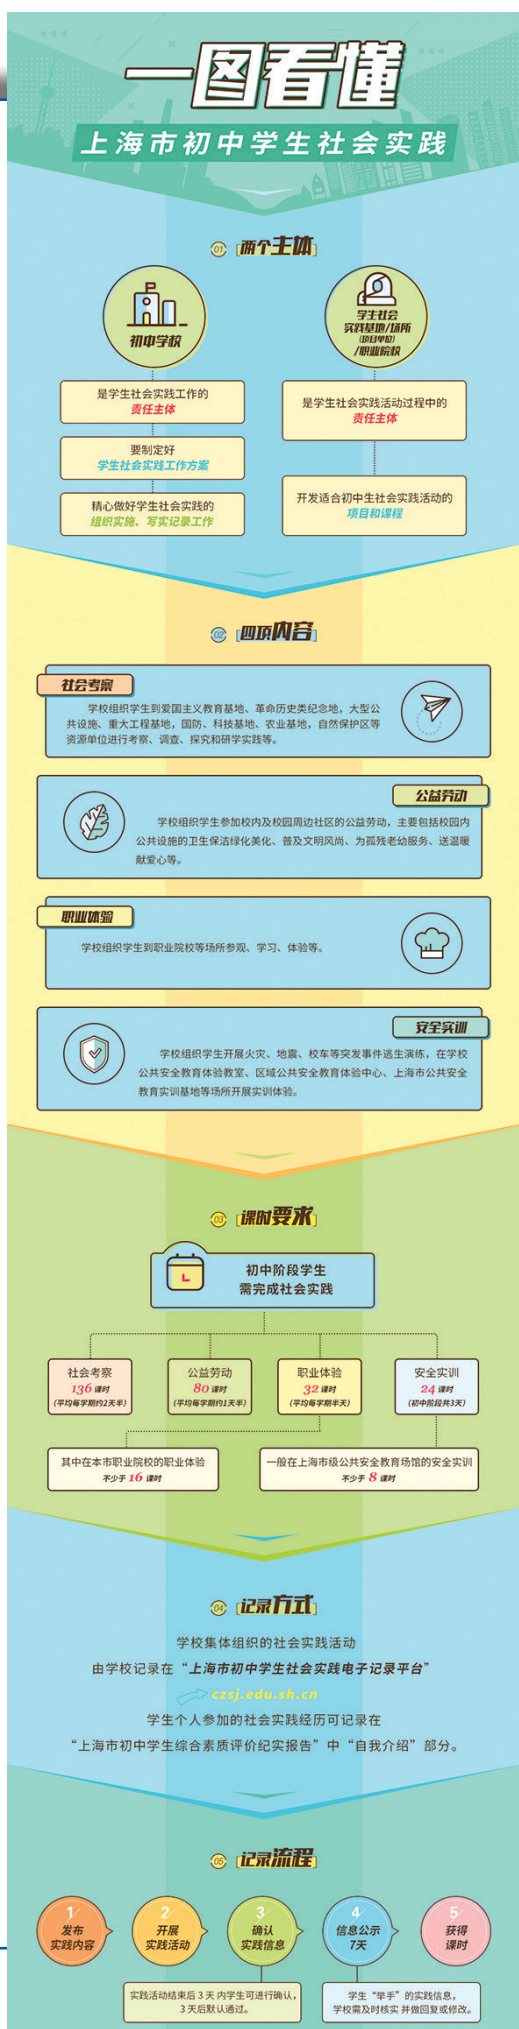 一图看懂
上海市初中学生社会实践
01 两个主体
初中学校
是学生社会实践工作的
责任主体
要制定好
学生社会实践工作方案
精心做好学生社会实践的
组织实施、写实记录工作
学生社会
实践基地/场所
(项目单位)
/职业院校
是学生社会实践活动过程中的
责任主体
开发适合初中生社会实践活动的
项目和课程
02 四项内容
社会考察
学校组织学生到爱国主义教育基地、革命历史类纪念地，大型公
共设施、重大工程基地，国防、科技基地、农业基地，自然保护区等
资源单位进行考察、调查、探究和研学实践等。
公益劳动
学校组织学生参加校内及校园周边社区的公益劳动，主要包括校园内
公共设施的卫生保洁绿化美化、普及文明风尚、为孤残老幼服务、送温暖
献爱心等。
职业体验
学校组织学生到职业院校等场所参观、学习、体验等。
安全实训
学校组织学生开展火灾、地震、校车等突发事件逃生演练，在学校
公共安全教育体验教室、区域公共安全教育体验中心、上海市公共安全
教育实训基地等场所开展实训体验。
03 课时要求
初中阶段学生
需完成社会实践
社会考察
136 课时
(平均每学期约2天半)
公益劳动
80 课时
(平均每学期约1天半)
职业体验
32 课时
(平均每学期半天)
安全实训
24 课时
(初中阶段共3天)
其中在本市职业院校的职业体验
不少于 16 课时
一般在上海市级公共安全教育场馆的安全实训
不少于 8 课时
04 记录方式
学校集体组织的社会实践活动
由学校记录在“上海市初中学生社会实践电子记录平台”
czsj.edu.sh.cn
学生个人参加的社会实践经历可记录在
“上海市初中学生综合素质评价纪实报告”中“自我介绍”部分。
05 记录流程
1
发布
实践内容
2
开展
实践活动
3
确认
实践信息
4
信息公示
7天
5
获得
课时
实践活动结束后 3 天 内学生可进行确认，
3 天后默认通过。
学生“举手”的实践信息，
学校需及时核实 并做回复或修改。